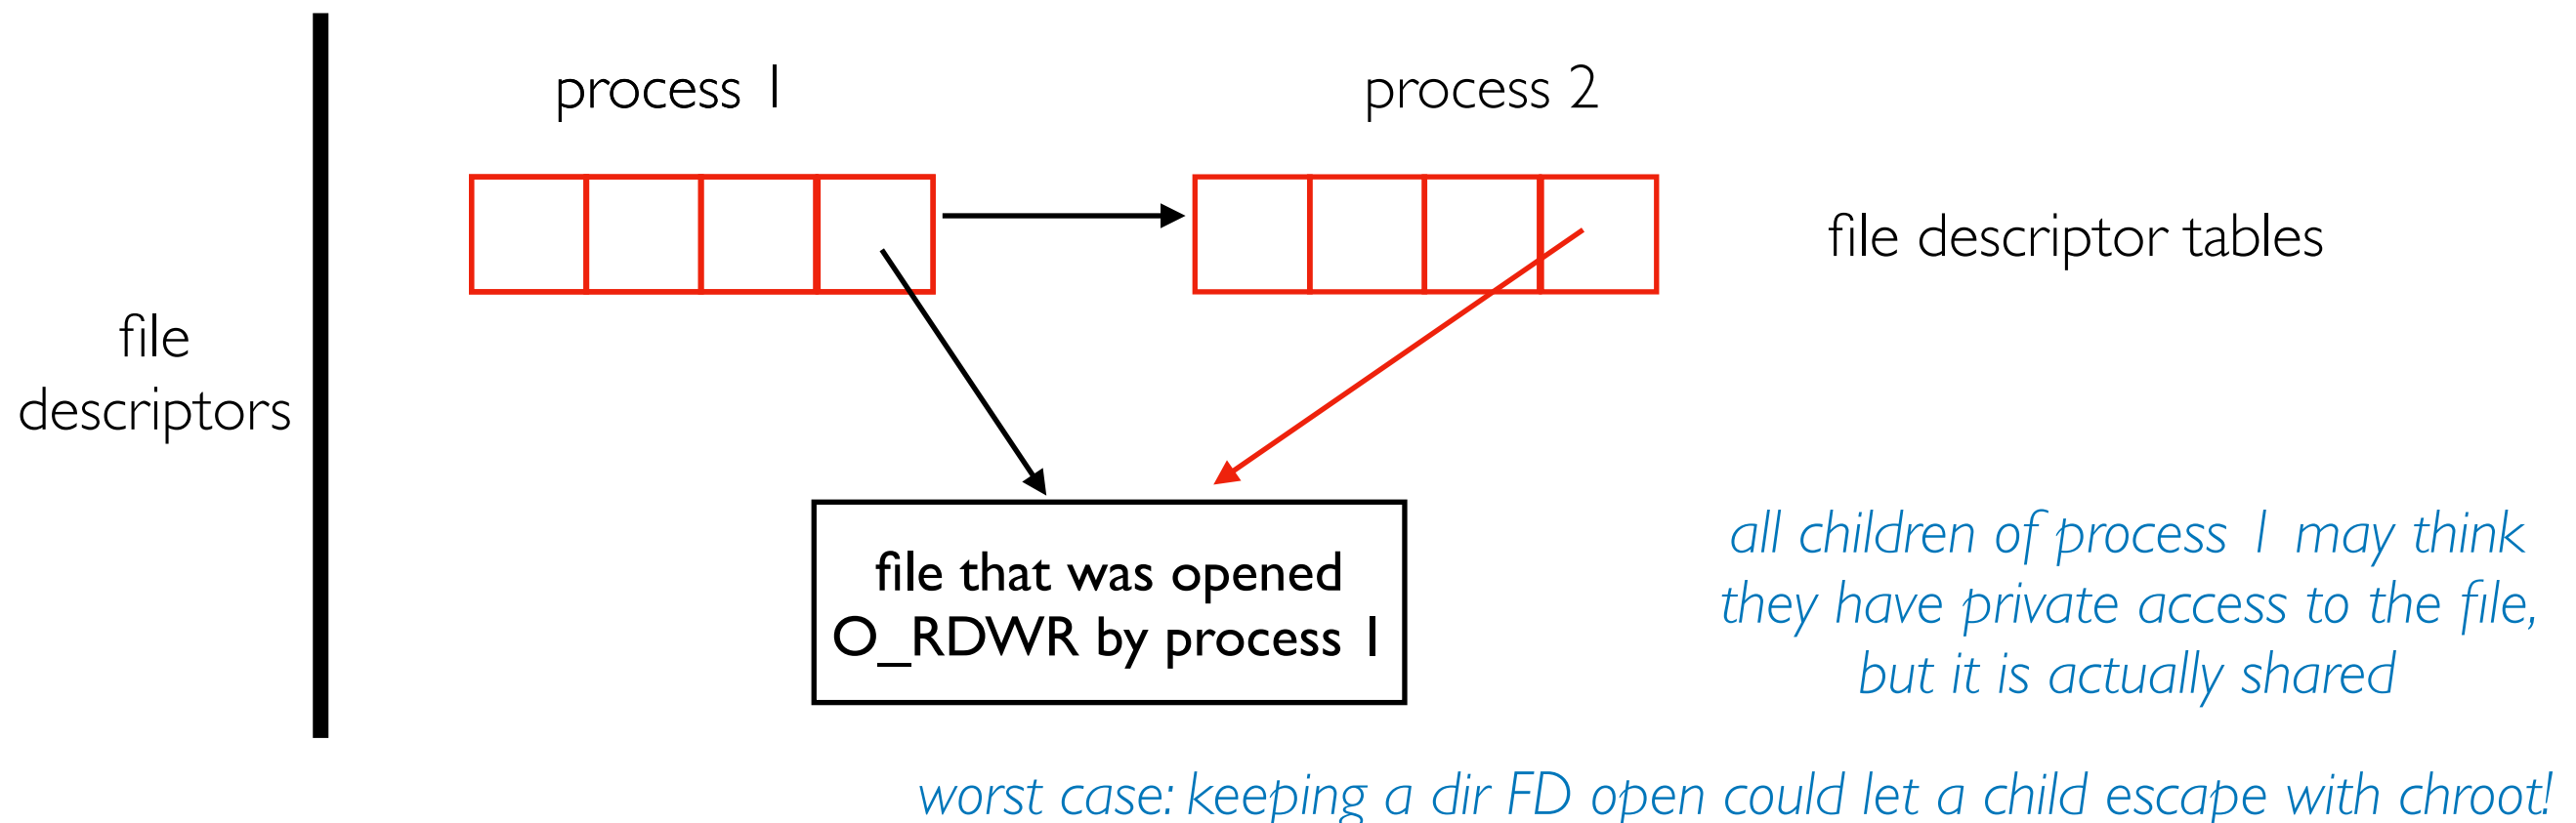 process 1
process 2
file descriptor tables
file
descriptors
file that was opened
O_RDWR by process 1
all children of process 1 may think
they have private access to the file,
but it is actually shared
worst case: keeping a dir FD open could let a child escape with chroot!